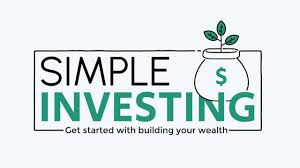 SIMPLE
$
INVESTING
Get started with building your wealth